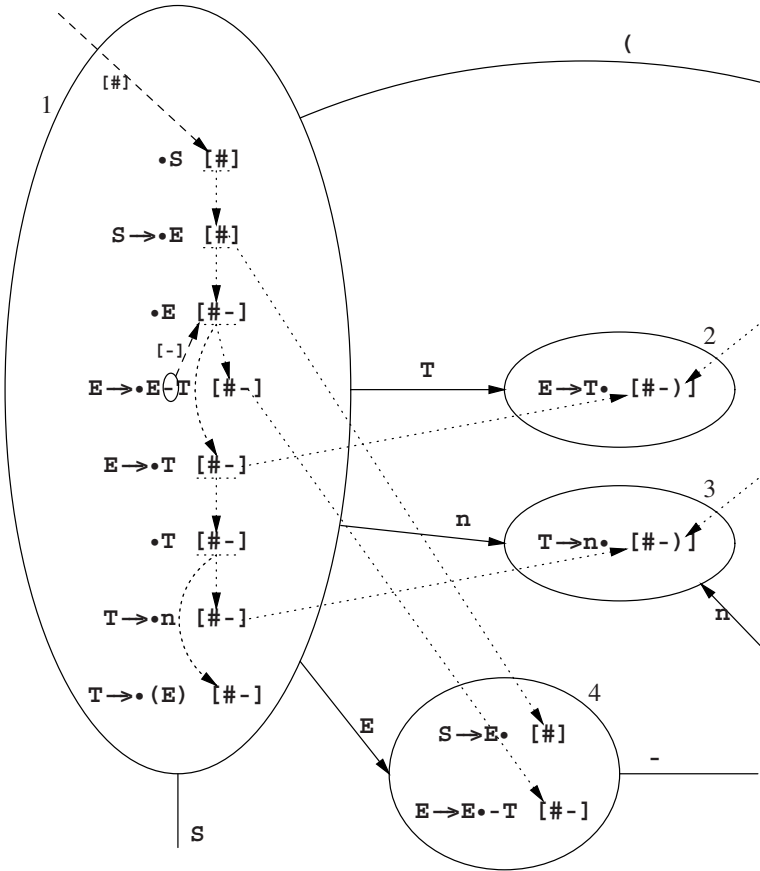 (
[#]
1
•S [#]
S→•E [#]
•E [#-]
[-]
E→•E-T [#-]
E→•T [#-]
•T [#-]
T→•n [#-]
T→•(E) [#-]
S
T
2
E→T• [#-)]
n
3
T→n• [#-)]
n
E
4
S→E• [#]
E→E•-T [#-]
-